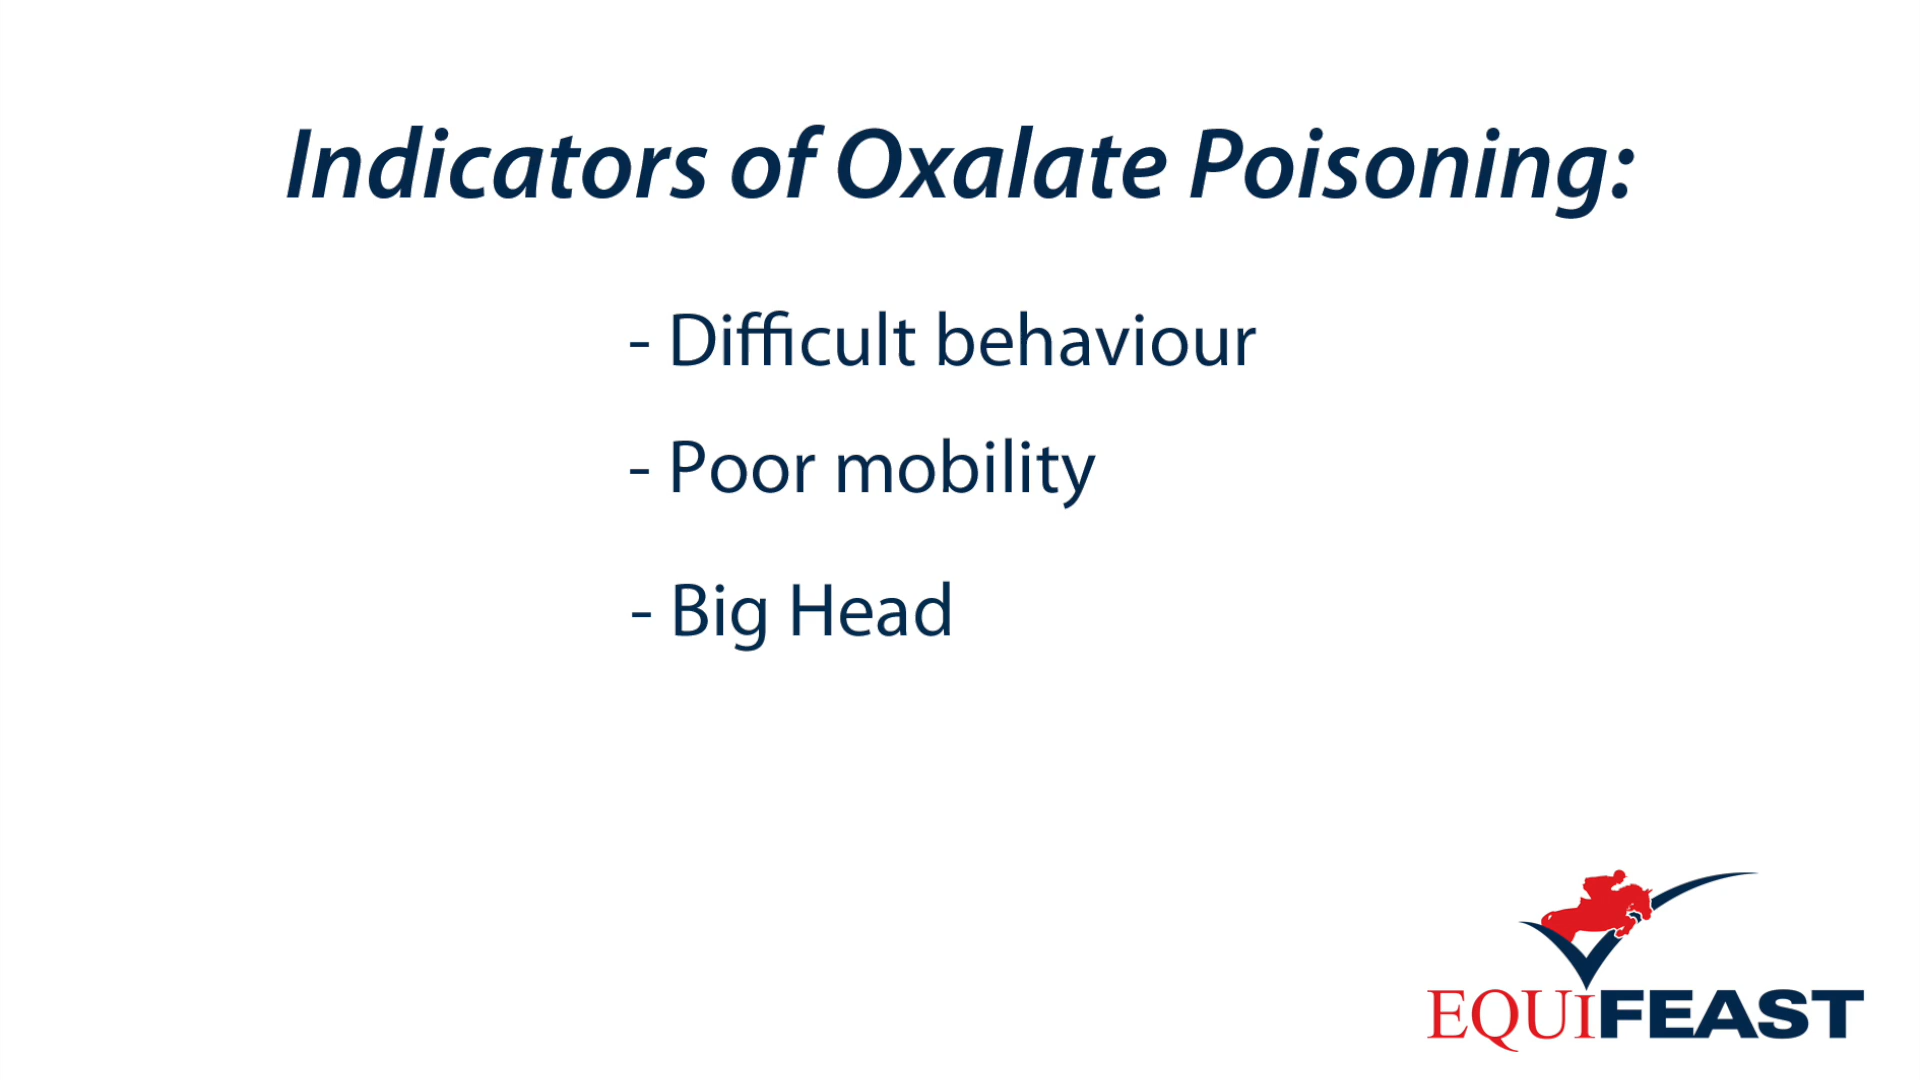 Indicators of Oxalate Poisoning:
- Difficult behaviour
- Poor mobility
- Big Head
EQUIFEAST